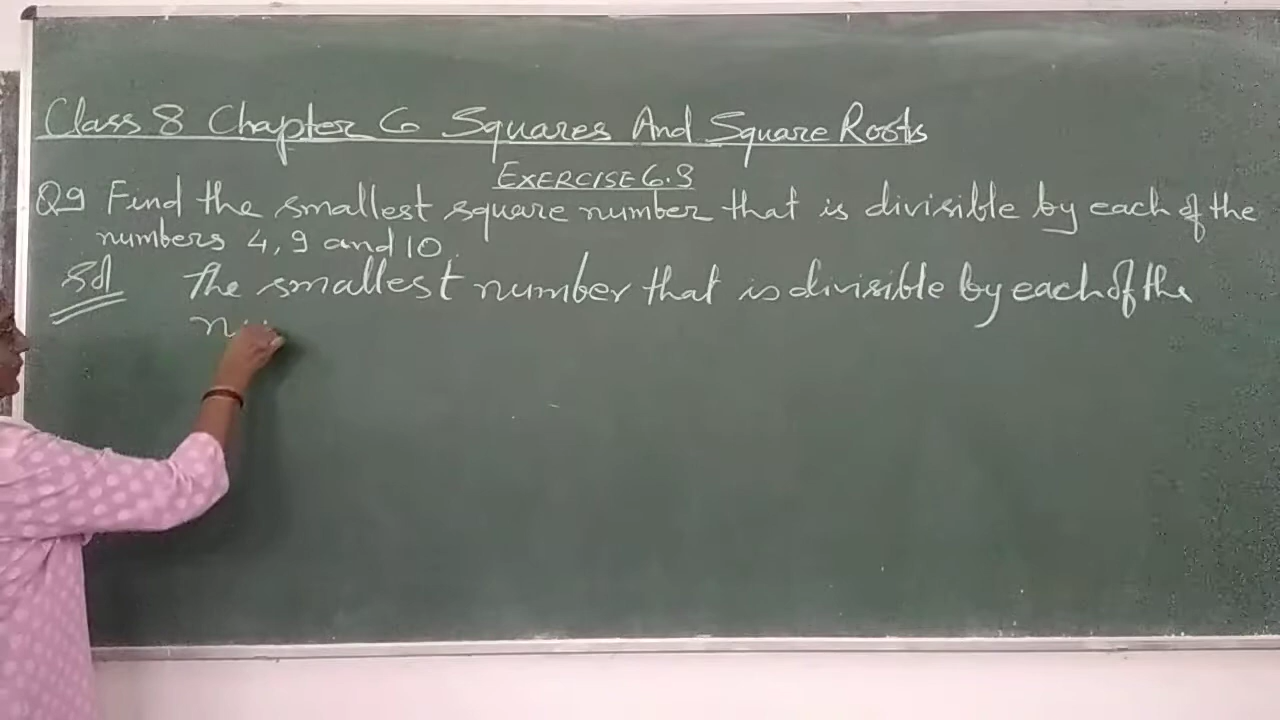 Class 8 Chapter 6 Squares And Square Roots
EXERCISE 6.3
Q9 Find the smallest square number that is divisible by each of the
numbers 4, 9 and 10.
Sol The smallest number that is divisible by each of the